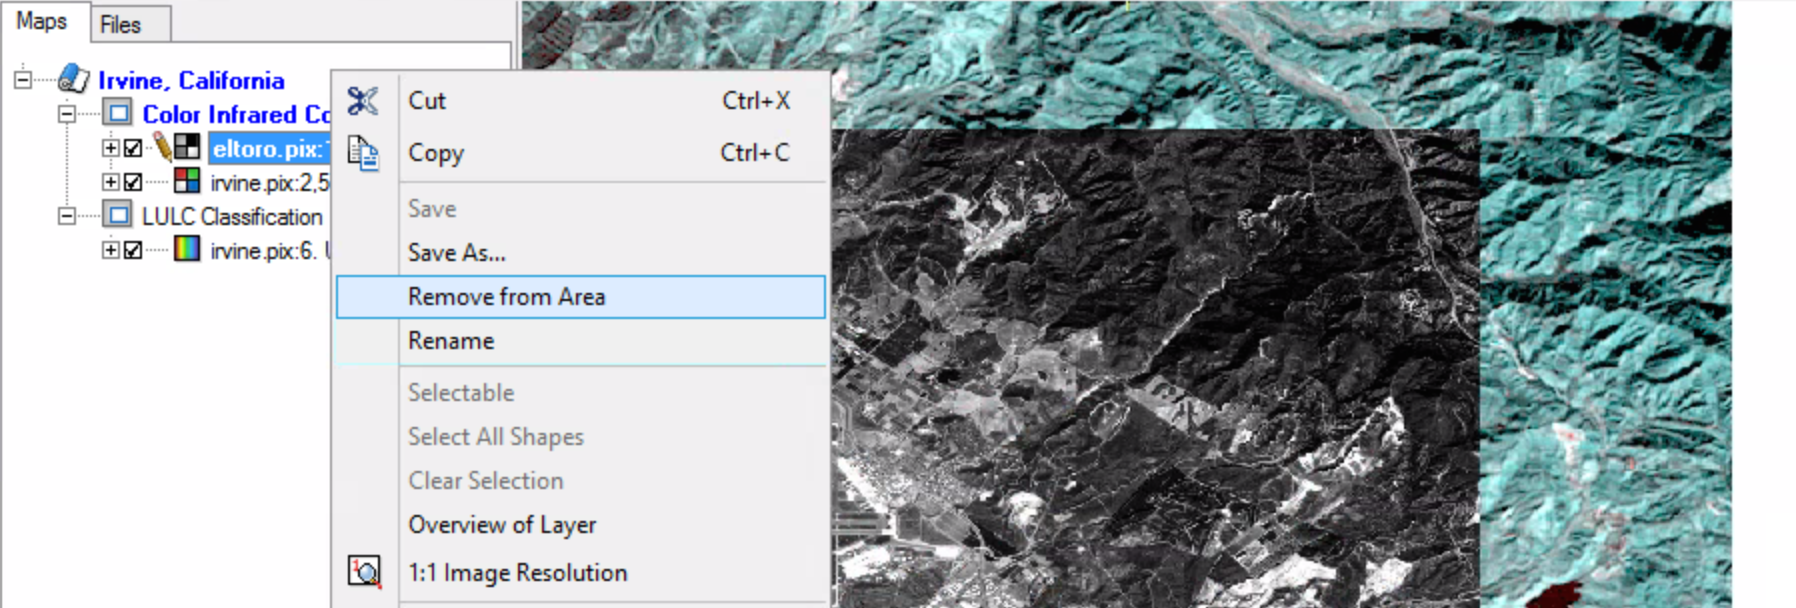 Maps Files
Irvine, California
Color Infrared Co
eltoro.pix:
irvine.pix:2,5
LULC Classification
irvine.pix:6.
Cut Ctrl+X
Copy Ctrl+C
Save
Save As...
Remove from Area
Rename
Selectable
Select All Shapes
Clear Selection
Overview of Layer
1:1 Image Resolution